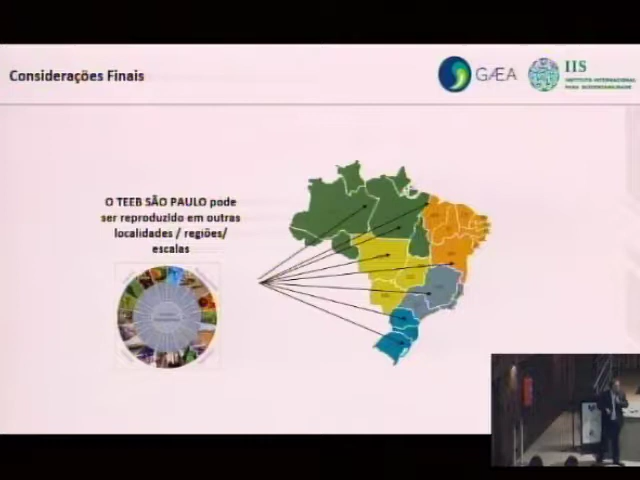 Considerações Finais
GÆA
IIS
INSTITUTO INTERNACIONAL
PARA SUSTENTABILIDADE
O TEEB SÃO PAULO pode
ser reproduzido em outras
localidades / regiões/
escalas